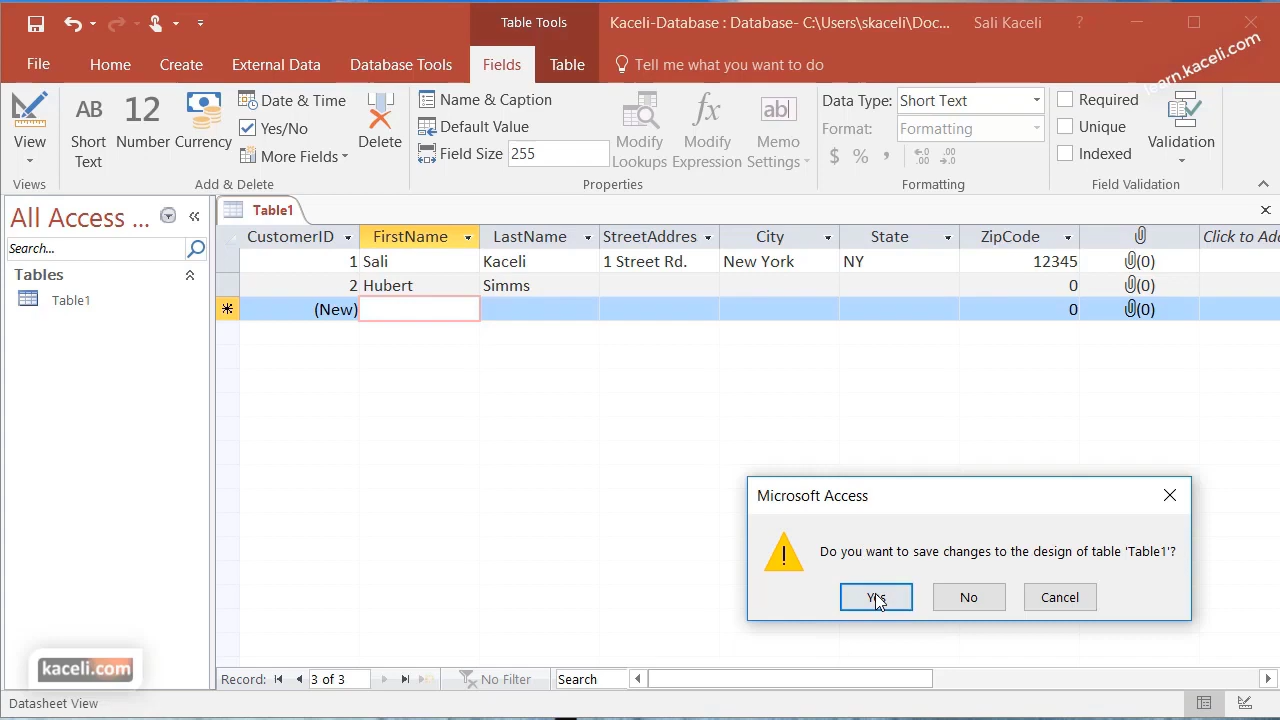 Table Tools
Kaceli-Database : Database- C:\Users\skaceli\Doc...
Sali Kaceli
?
File
Home
Create
External Data
Database Tools
Fields
Table
Tell me what you want to do
learn.kaceli.com
View
AB
Short
Text
12
Number
Currency
Date & Time
Yes/No
More Fields
Delete
Name & Caption
Default Value
Field Size 255
Modify
Lookups
fx
Modify
Expression
ab|
Memo
Settings
Data Type: Short Text
Format: Formatting
$ % ,
Required
Unique
Indexed
Validation
Views
Add & Delete
Properties
Formatting
Field Validation
All Access ...
Search...
Tables
Table1
Table1
CustomerID FirstName LastName StreetAddres City State ZipCode Click to Add
1 Sali Kaceli 1 Street Rd. New York NY 12345 (0)
2 Hubert Simms 0 (0)
(New) 0 (0)
Microsoft Access
Do you want to save changes to the design of table 'Table1'?
Yes
No
Cancel
kaceli.com
Record: 3 of 3 No Filter Search
Datasheet View